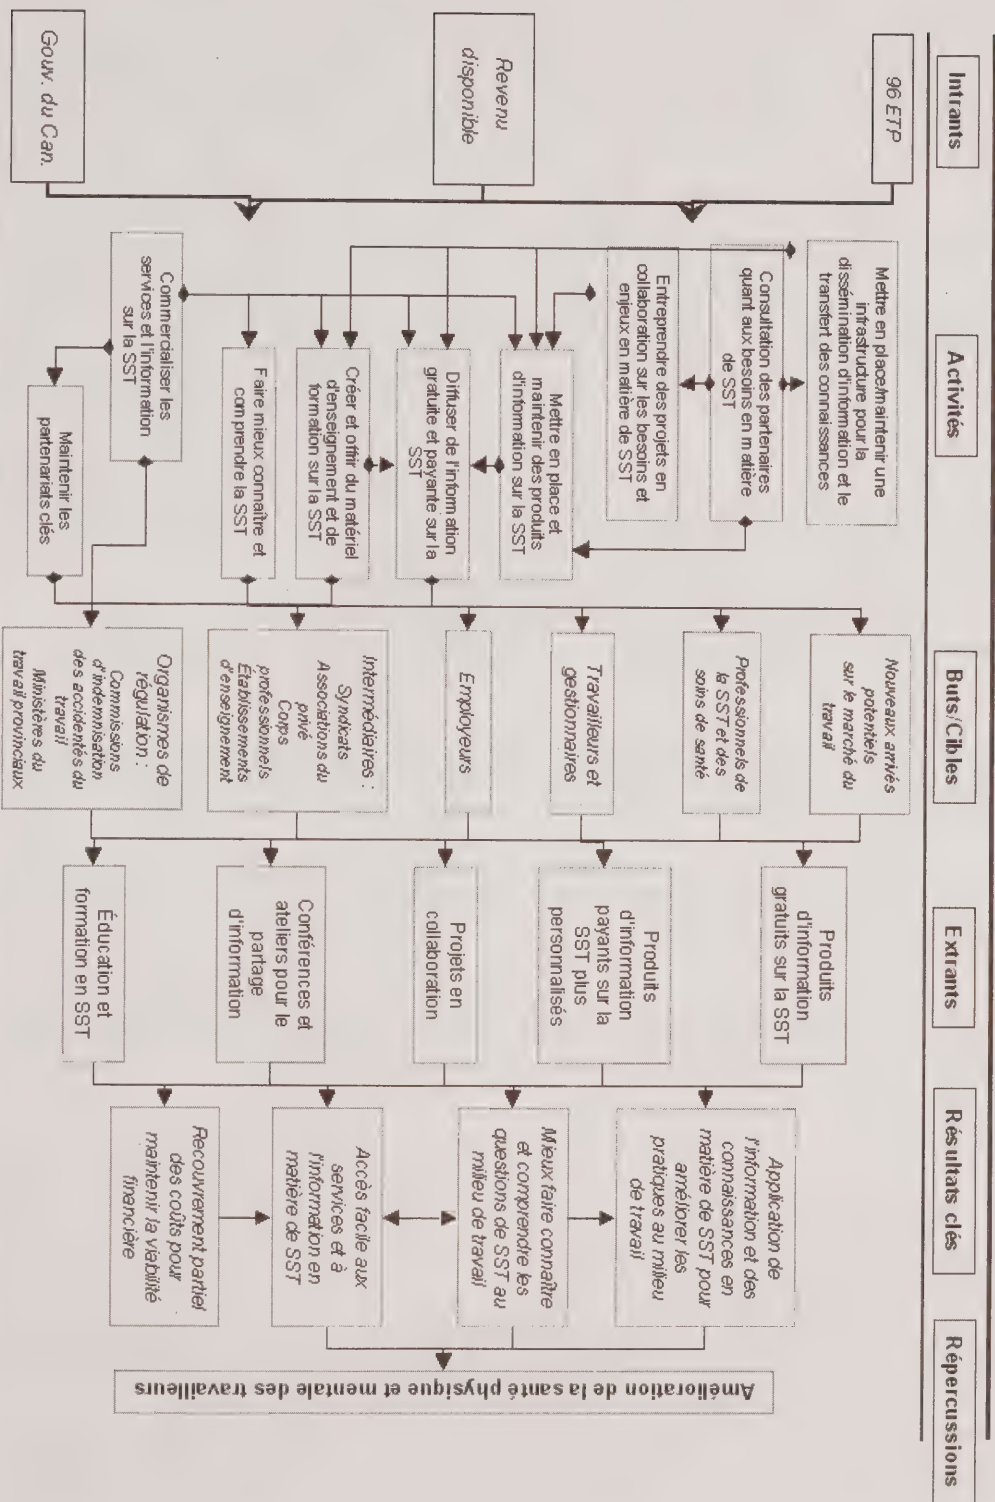 Intrants
Activités
Buts/Cibles
Extrants
Résultats clés
Répercussions
96 ETP
Revenu
disponible
Gouv. du Can.
Mettre en place/maintenir une
infrastructure pour la
dissémination d'information et le
transfert des connaissances
Consultation des partenaires
quant aux besoins en matière
de SST
Entreprendre des projets en
collaboration sur les besoins et
enjeux en matière de SST
Mettre en place et
maintenir des produits
d'information sur la SST
Diffuser de l'information
gratuite et payante sur la
SST
Créer et offrir du matériel
d'enseignement et de
formation sur la SST
Faire mieux connaître et
comprendre la SST
Commercialiser les
services et l'information
sur la SST
Maintenir les
partenariats clés
Nouveaux arrivés
potentiels
sur le marché du
travail
Professionnels de
la SST et des
soins de santé
Travailleurs et
gestionnaires
Employeurs
Intermédiaires :
Syndicats
Associations du
privé
Corps
professionnels
Établissements
d'enseignement
Organismes de
régulation :
Commissions
d'indemnisation
des accidentés du
travail
Ministères du
travail provinciaux
Produits
d'information
gratuits sur la SST
Produits
d'information
payants sur la
SST plus
personnalisés
Projets en
collaboration
Conférences et
ateliers pour le
partage
d'information
Éducation et
formation en SST
Application de
l'information et des
connaissances en
matière de SST pour
améliorer les
pratiques au milieu
de travail
Mieux faire connaître
et comprendre les
questions de SST au
milieu de travail
Accès facile aux
services et à
l'information en
matière de SST
Recouvrement partiel
des coûts pour
maintenir la viabilité
financière
Amélioration de la santé physique et mentale des travailleurs